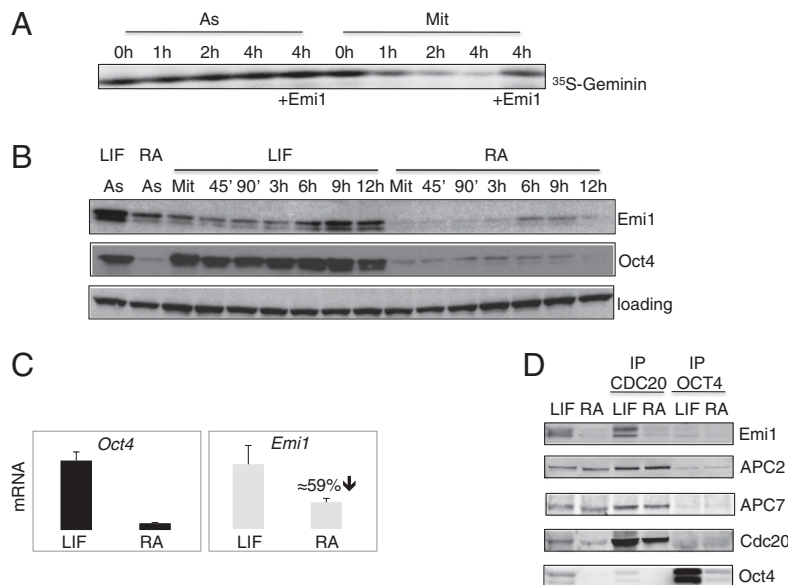 A
As Mit
0h 1h 2h 4h 4h 0h 1h 2h 4h 4h
35S-Geminin
+Emi1 +Emi1
B
LIF RA LIF RA
As As Mit 45’ 90’ 3h 6h 9h 12h Mit 45’ 90’ 3h 6h 9h 12h
Emi1
Oct4
loading
C
mRNA
Oct4 Emi1
≈59%
LIF RA LIF RA
D
IP IP
CDC20 OCT4
LIF RA LIF RA LIF RA
Emi1
APC2
APC7
Cdc20
Oct4